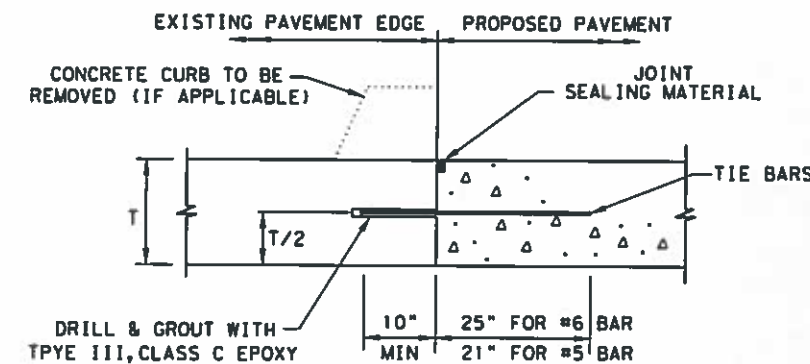 EXISTING PAVEMENT EDGE
PROPOSED PAVEMENT
CONCRETE CURB TO BE
REMOVED (IF APPLICABLE)
JOINT
SEALING MATERIAL
TIE BARS
T
T/2
DRILL & GROUT WITH
TPYE III, CLASS C EPOXY
10"
MIN
25" FOR #6 BAR
21" FOR #5 BAR